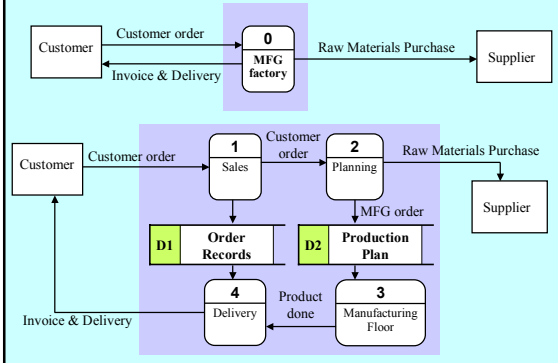 Customer
Customer order
Invoice & Delivery
0
MFG
factory
Raw Materials Purchase
Supplier
Customer
Customer order
1
Sales
Customer
order
2
Planning
Raw Materials Purchase
Supplier
MFG order
D1
Order
Records
D2
Production
Plan
4
Delivery
Product
done
3
Manufacturing
Floor
Invoice & Delivery